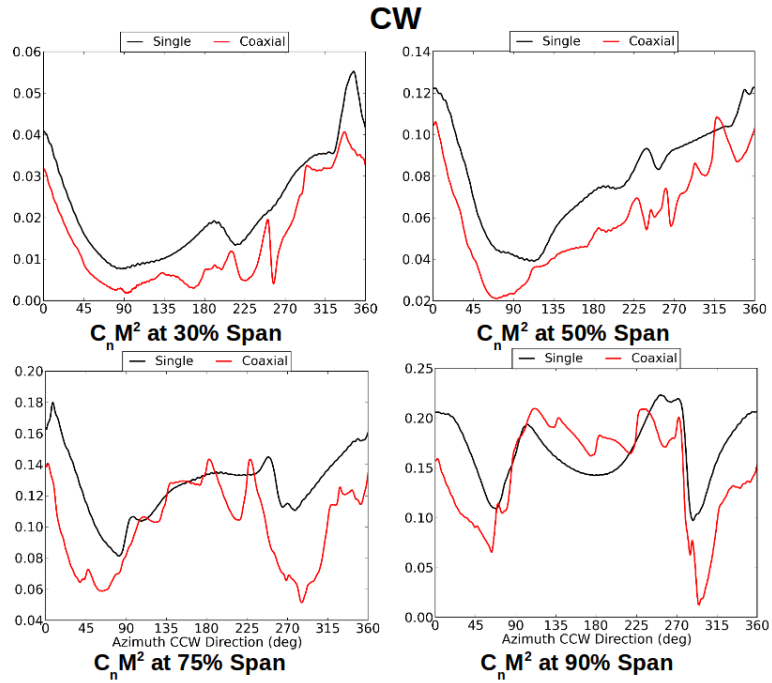 CW
Single Coaxial
0.06
0.05
0.04
0.03
0.02
0.01
0.00
0 45 90 135 180 225 270 315 360
CₙM² at 30% Span
Single Coaxial
0.14
0.12
0.10
0.08
0.06
0.04
0.02
0 45 90 135 180 225 270 315 360
CₙM² at 50% Span
Single Coaxial
0.20
0.18
0.16
0.14
0.12
0.10
0.08
0.06
0.04
0 45 90 135 180 225 270 315 360
Azimuth CCW Direction (deg)
CₙM² at 75% Span
Single Coaxial
0.25
0.20
0.15
0.10
0.05
0.00
0 45 90 135 180 225 270 315 360
Azimuth CCW Direction (deg)
CₙM² at 90% Span